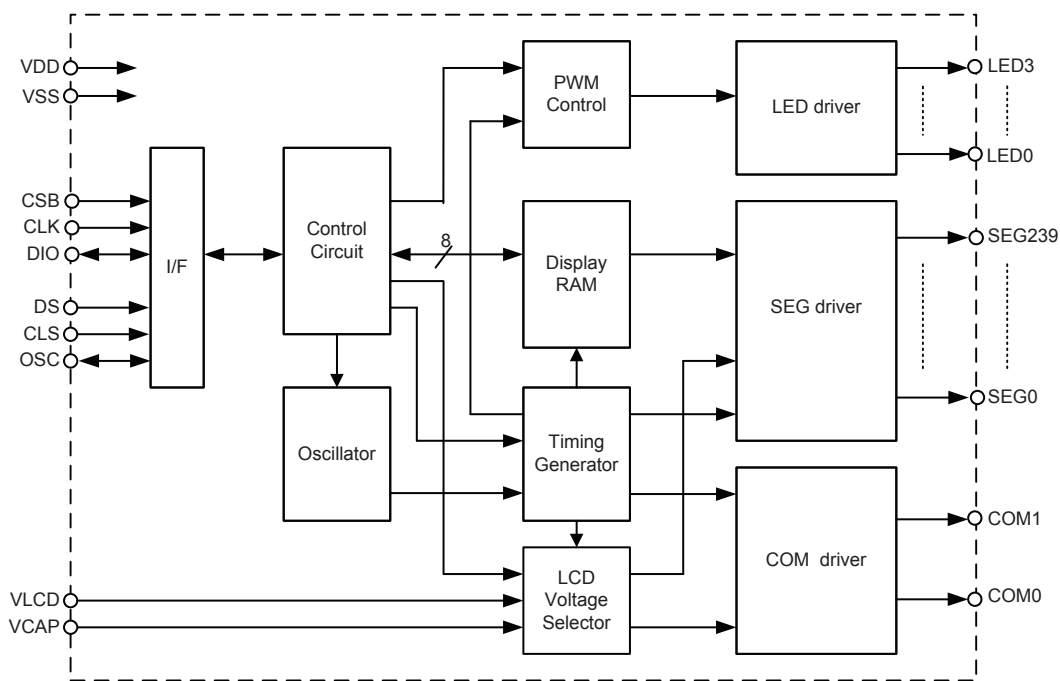 VDD
VSS
CSB
CLK
DIO
DS
CLS
OSC
VLCD
VCAP
I/F
Control
Circuit
Oscillator
8
PWM
Control
Display
RAM
Timing
Generator
LCD
Voltage
Selector
LED driver
SEG driver
COM driver
LED3
LED0
SEG239
SEG0
COM1
COM0